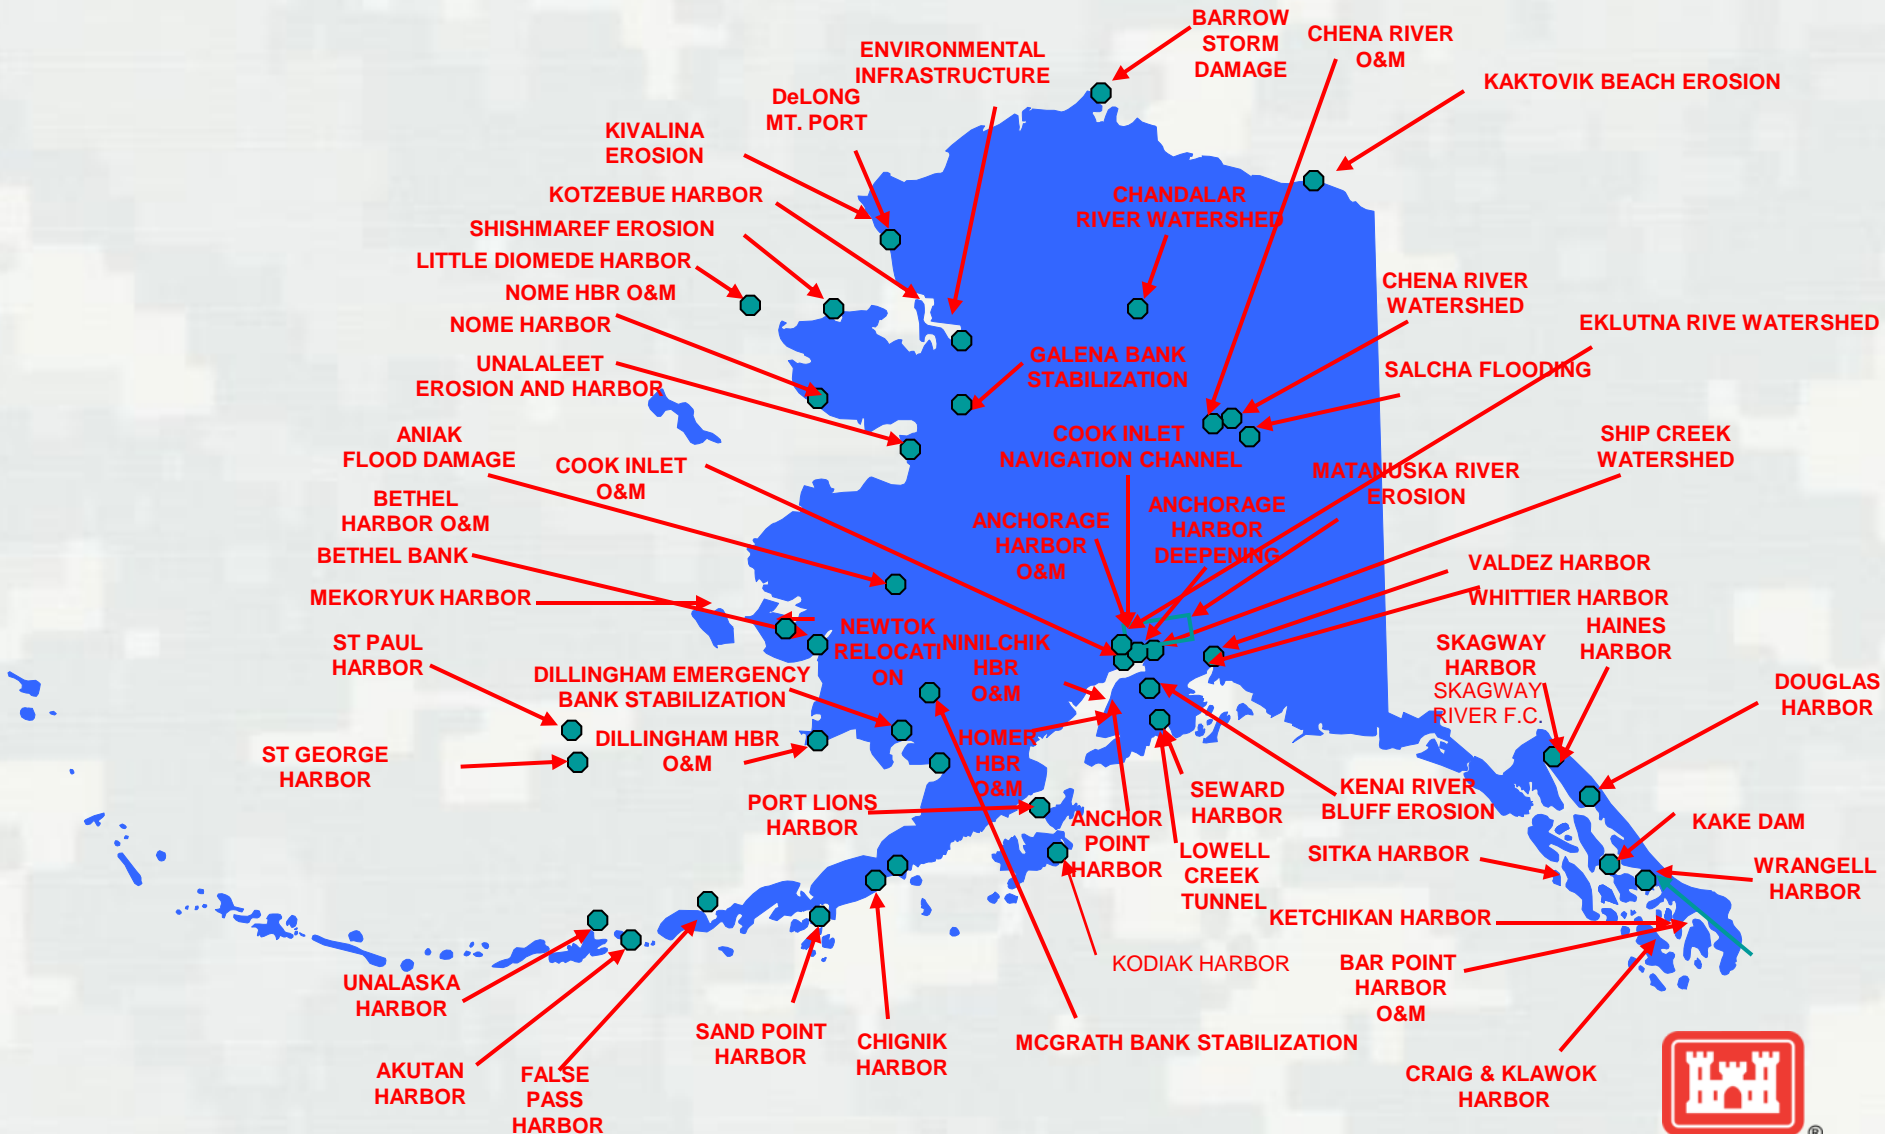 BARROW
STORM
DAMAGE
CHENA RIVER
O&M
ENVIRONMENTAL
INFRASTRUCTURE
KAKTOVIK BEACH EROSION
DeLONG
MT. PORT
KIVALINA
EROSION
KOTZEBUE HARBOR
CHANDALAR
RIVER WATERSHED
SHISHMAREF EROSION
LITTLE DIOMEDE HARBOR
NOME HBR O&M
NOME HARBOR
CHENA RIVER
WATERSHED
EKLUTNA RIVE WATERSHED
UNALALEET
EROSION AND HARBOR
GALENA BANK
STABILIZATION
SALCHA FLOODING
ANIAK
FLOOD DAMAGE
COOK INLET
O&M
COOK INLET
NAVIGATION CHANNEL
SHIP CREEK
WATERSHED
MATANUSKA RIVER
EROSION
BETHEL
HARBOR O&M
ANCHORAGE
HARBOR
O&M
ANCHORAGE
HARBOR
DEEPENING
BETHEL BANK
VALDEZ HARBOR
MEKORYUK HARBOR
WHITTIER HARBOR
HAINES
HARBOR
ST PAUL
HARBOR
NEWTOK
RELOCATI
ON
NINILCHIK
HBR
O&M
SKAGWAY
HARBOR
SKAGWAY
RIVER F.C.
DILLINGHAM EMERGENCY
BANK STABILIZATION
DOUGLAS
HARBOR
ST GEORGE
HARBOR
DILLINGHAM HBR
O&M
HOMER
HBR
O&M
PORT LIONS
HARBOR
SEWARD
HARBOR
KENAI RIVER
BLUFF EROSION
ANCHOR
POINT
HARBOR
KAKE DAM
LOWELL
CREEK
TUNNEL
SITKA HARBOR
WRANGELL
HARBOR
KETCHIKAN HARBOR
KODIAK HARBOR
BAR POINT
HARBOR
O&M
UNALASKA
HARBOR
SAND POINT
HARBOR
CHIGNIK
HARBOR
MCGRATH BANK STABILIZATION
AKUTAN
HARBOR
FALSE
PASS
HARBOR
CRAIG & KLAWOK
HARBOR
®